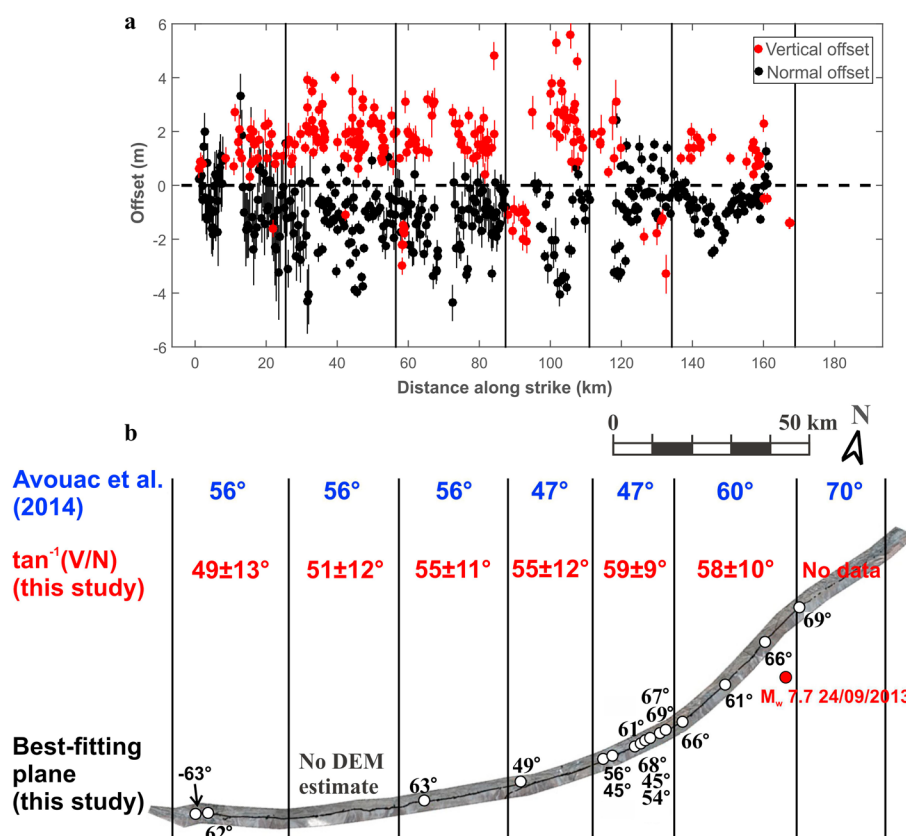 a
6
4
2
0
-2
-4
-6
Offset (m)
Vertical offset
Normal offset
0 20 40 60 80 100 120 140 160 180
Distance along strike (km)
b
0 50 km N
Avouac et al.
(2014)
56° 56° 56° 47° 47° 60° 70°
tan⁻¹(V/N)
(this study)
49±13° 51±12° 55±11° 55±12° 59±9° 58±10° No data
69°
66°
67°
61° 69°
61°
M_w 7.7 24/09/2013
66°
Best-fitting
plane
(this study)
-63°
62°
No DEM
estimate
63°
49°
56°
45°
68°
45°
54°